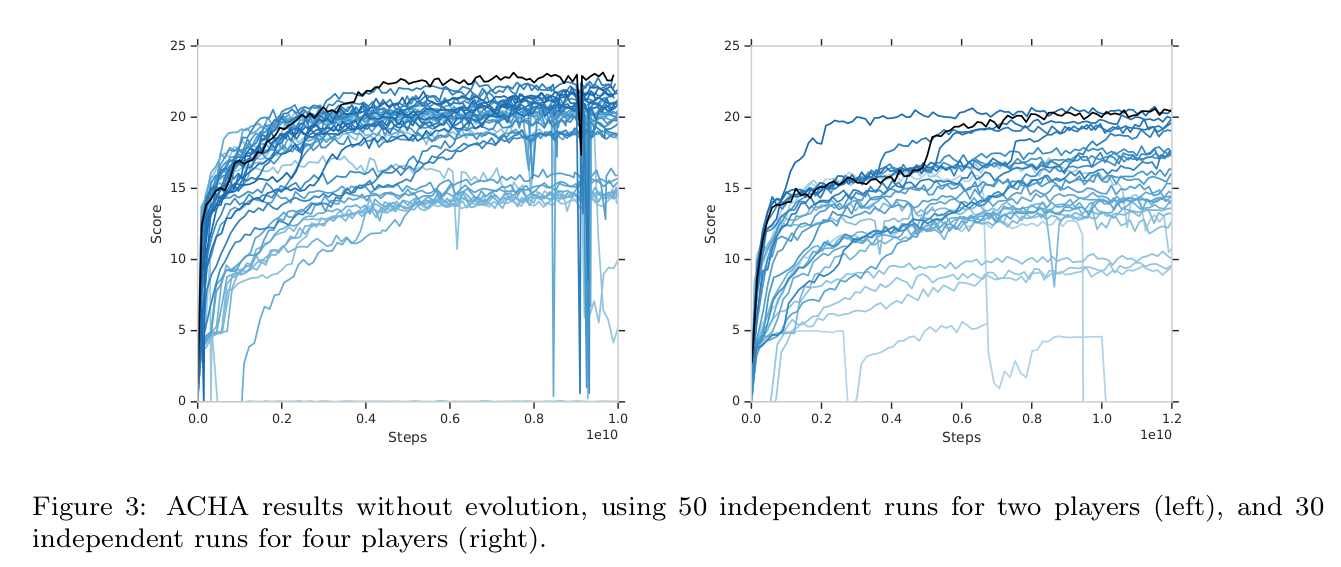 25
20
15
10
5
0
Score
0.0 0.2 0.4 0.6 0.8 1.0
Steps
1e10
25
20
15
10
5
0
Score
0.0 0.2 0.4 0.6 0.8 1.0 1.2
Steps
1e10
Figure 3: ACHA results without evolution, using 50 independent runs for two players (left), and 30
independent runs for four players (right).